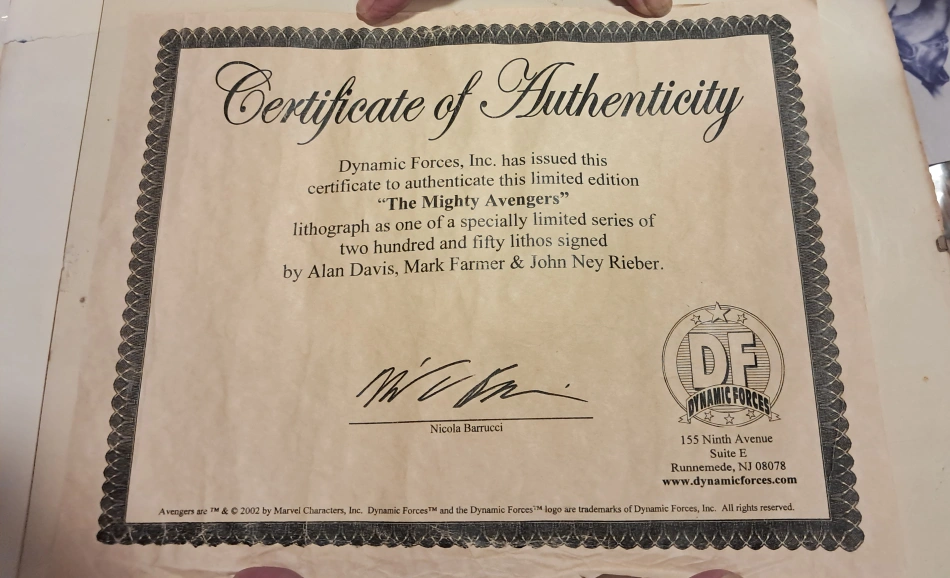 Certificate of Authenticity
Dynamic Forces, Inc. has issued this
certificate to authenticate this limited edition
“The Mighty Avengers”
lithograph as one of a specially limited series of
two hundred and fifty lithos signed
by Alan Davis, Mark Farmer & John Ney Rieber.
Nicola Barrucci
DF
DYNAMIC FORCES
155 Ninth Avenue
Suite E
Runnemede, NJ 08078
www.dynamicforces.com
Avengers are ™ & © 2002 by Marvel Characters, Inc. Dynamic Forces™ and the Dynamic Forces™ logo are trademarks of Dynamic Forces, Inc. All rights reserved.